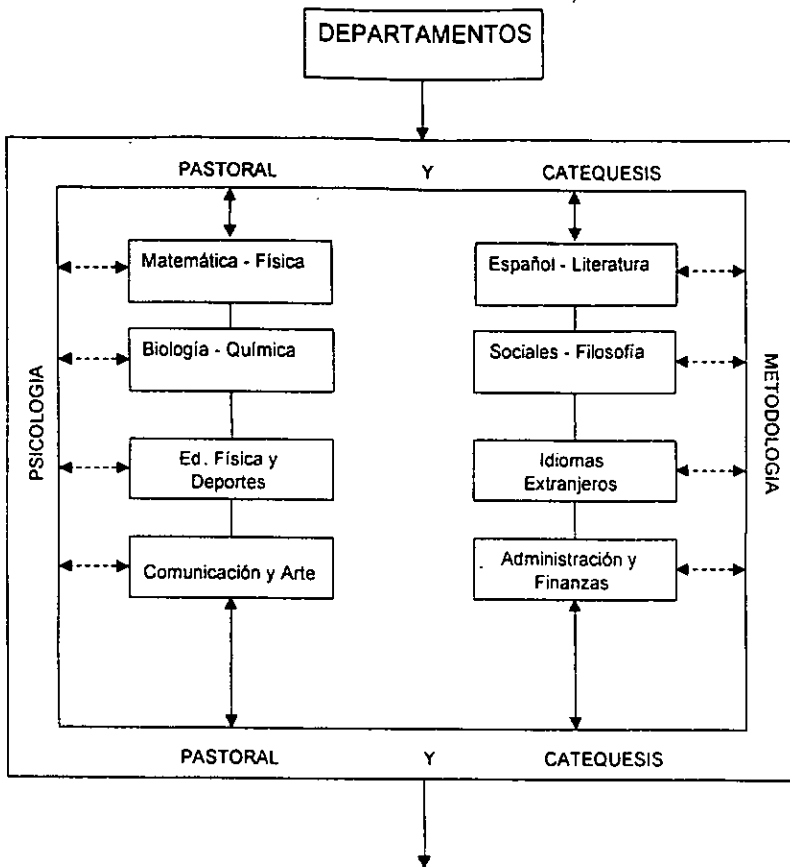 DEPARTAMENTOS
PASTORAL Y CATEQUESIS
Matemática - Física
Español - Literatura
Biología - Química
Sociales - Filosofía
PSICOLOGIA
METODOLOGIA
Ed. Física y
Deportes
Idiomas
Extranjeros
Comunicación y Arte
Administración y
Finanzas
PASTORAL Y CATEQUESIS